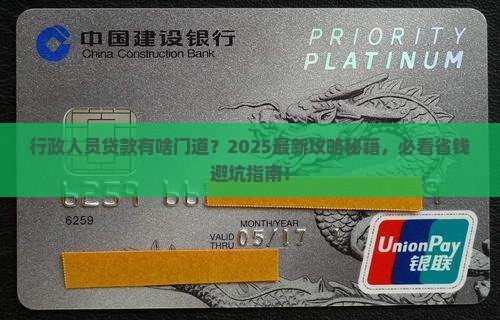 中国建设银行
China Construction Bank
PRIORITY
PLATINUM
行政人员贷款有啥门道？2025最新攻略秘籍，必看省钱
避坑指南！
6259
6259
MONTH/YEAR
VALID
THRU
05/17
UnionPay
银联